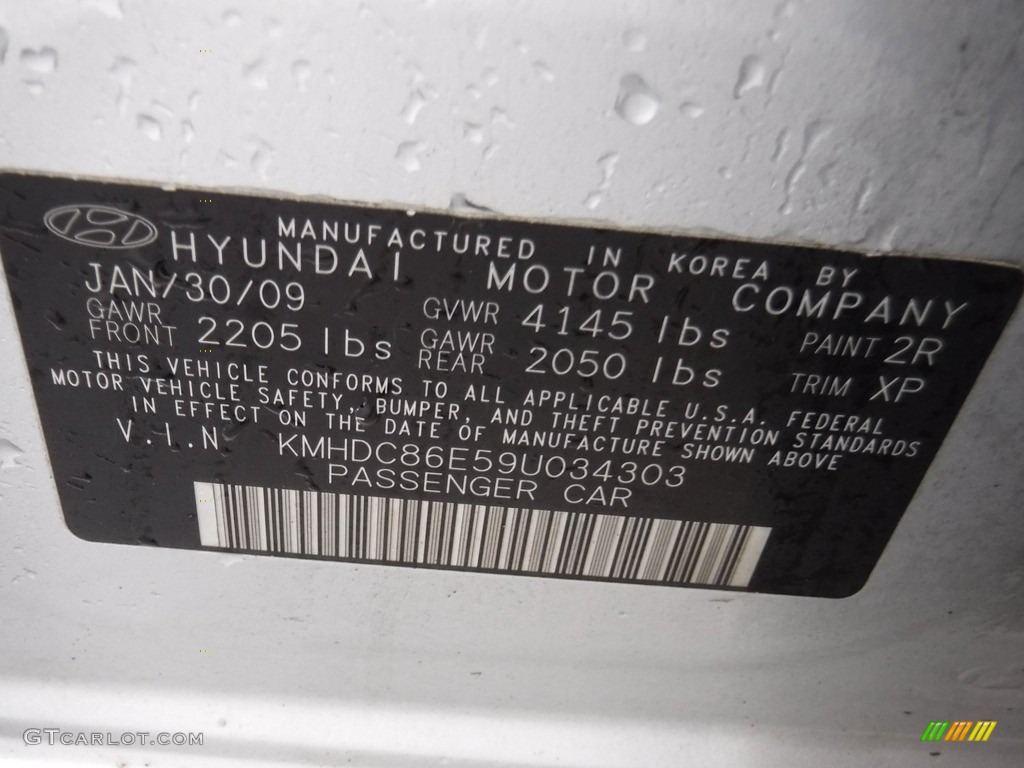 MANUFACTURED IN KOREA BY
HYUNDAI MOTOR COMPANY
JAN/30/09
GAWR FRONT 2205 lbs
GVWR 4145 lbs
GAWR REAR 2050 lbs
PAINT 2R
TRIM XP
THIS VEHICLE CONFORMS TO ALL APPLICABLE U.S.A. FEDERAL
MOTOR VEHICLE SAFETY, BUMPER, AND THEFT PREVENTION STANDARDS
IN EFFECT ON THE DATE OF MANUFACTURE SHOWN ABOVE
V.I.N KMHDC86E59U034303
PASSENGER CAR
GTCARLOT.COM